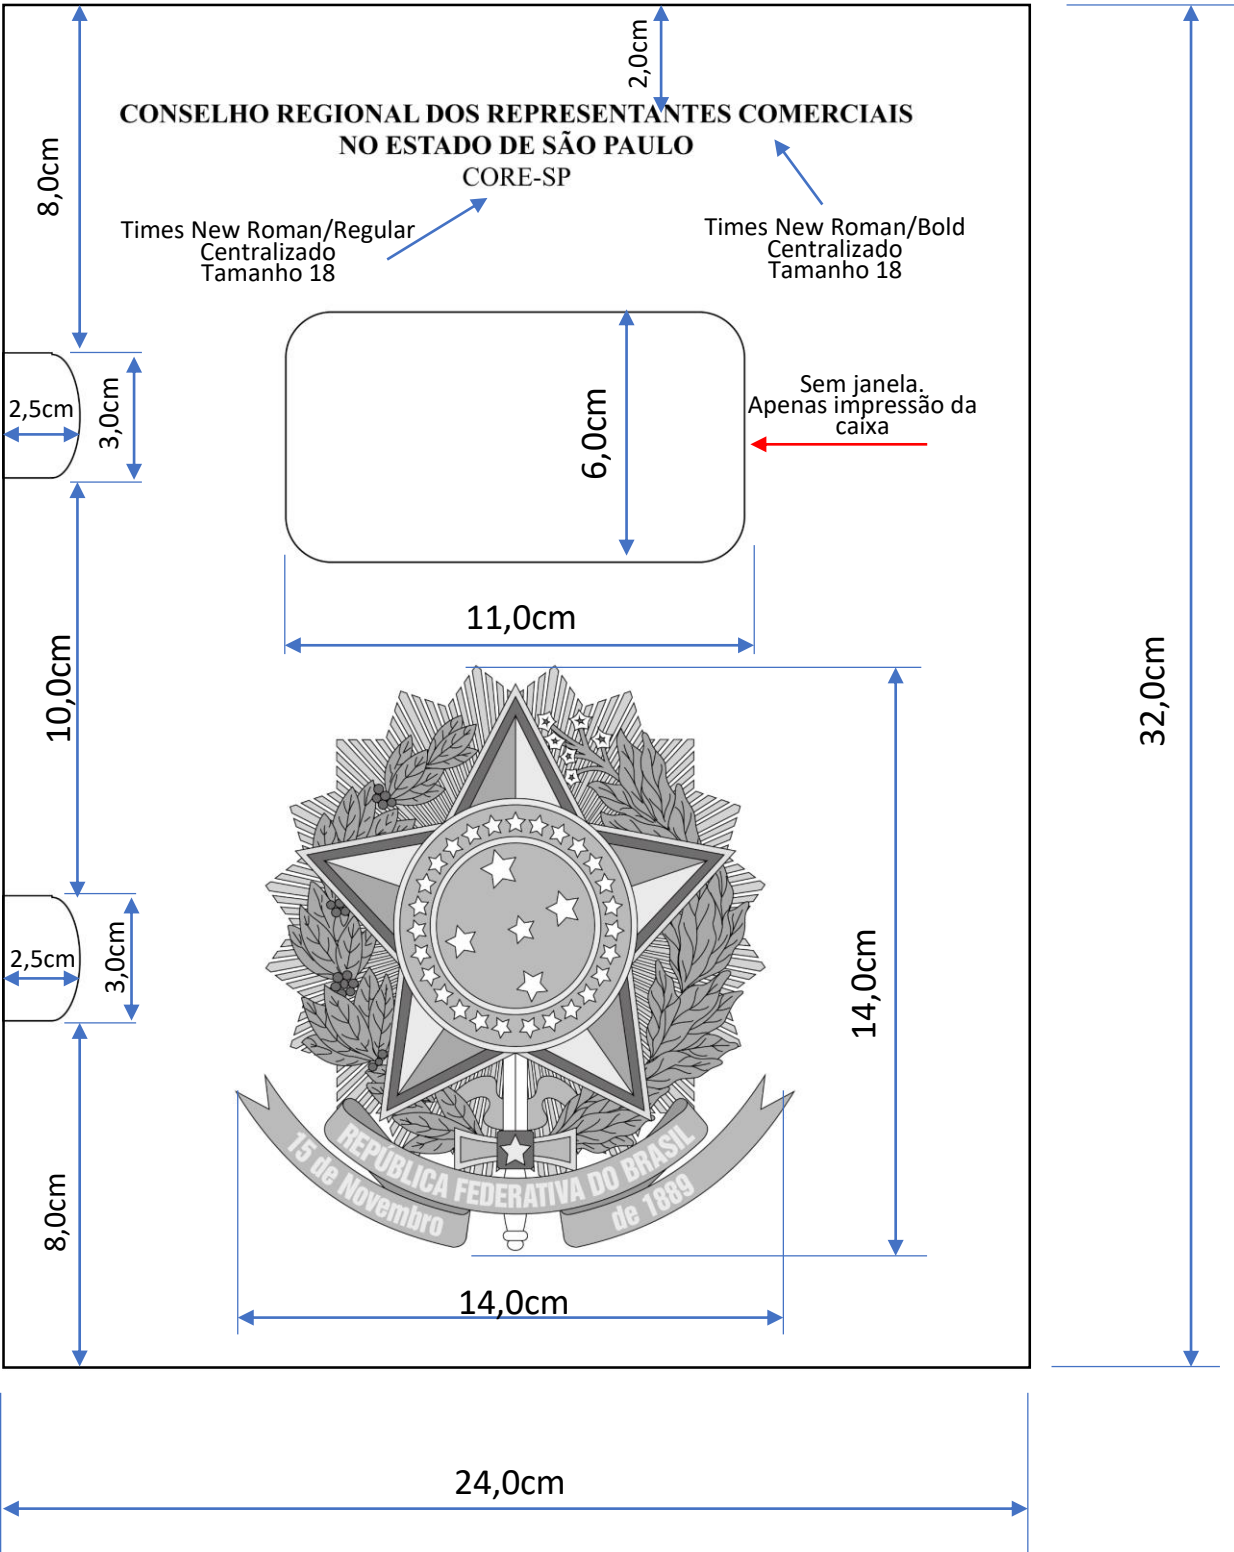 2,0cm
8,0cm
CONSELHO REGIONAL DOS REPRESENTANTES COMERCIAIS
NO ESTADO DE SÃO PAULO
CORE-SP
Times New Roman/Regular
Centralizado
Tamanho 18
Times New Roman/Bold
Centralizado
Tamanho 18
2,5cm
3,0cm
6,0cm
Sem janela.
Apenas impressão da
caixa
11,0cm
10,0cm
32,0cm
2,5cm
3,0cm
14,0cm
REPÚBLICA FEDERATIVA DO BRASIL
15 de Novembro
de 1889
8,0cm
14,0cm
24,0cm